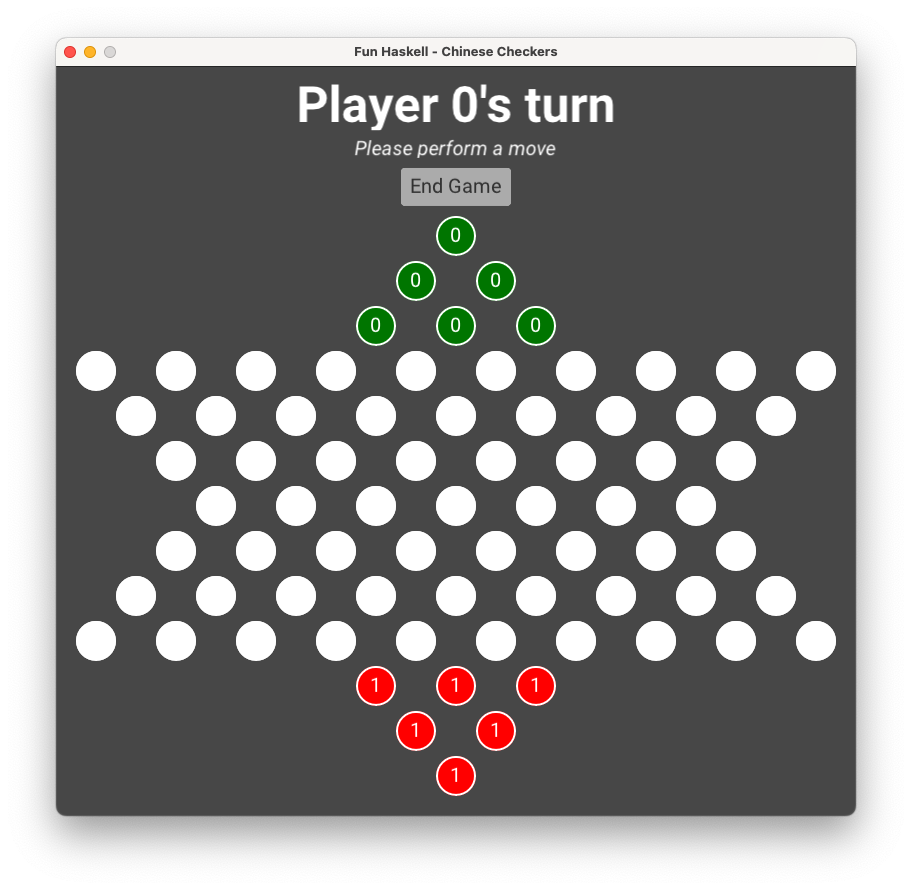 Fun Haskell - Chinese Checkers
Player 0's turn
Please perform a move
End Game
0
0 0
0 0 0
1 1 1
1 1
1